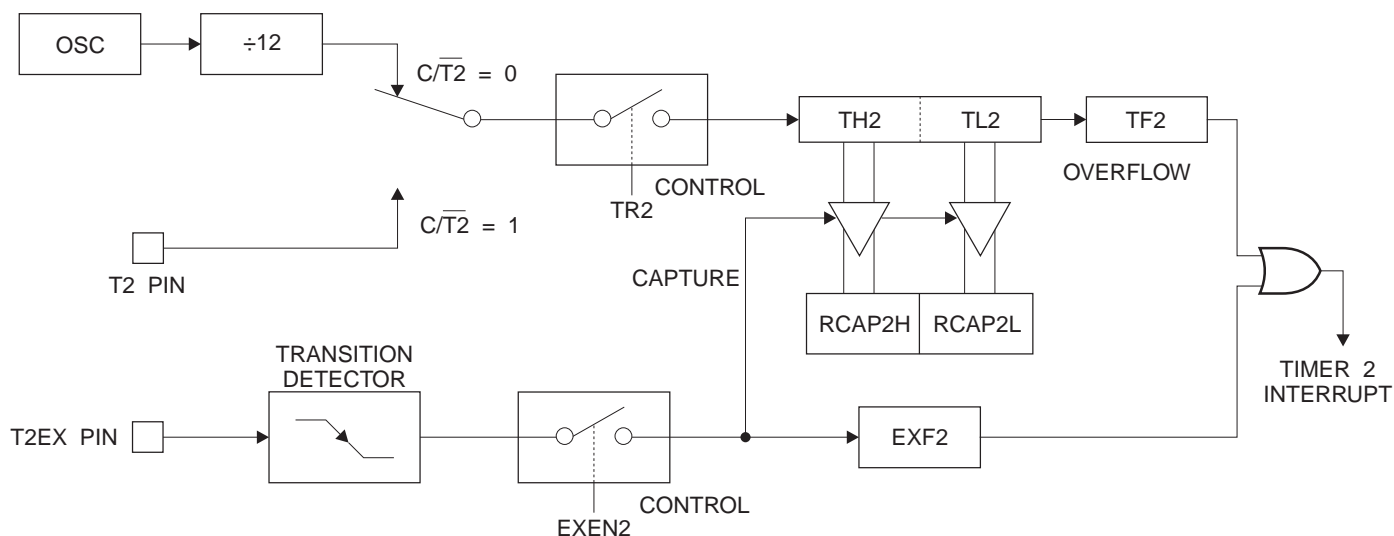 OSC
÷12
C/T2 = 0
TH2
TL2
TF2
OVERFLOW
CONTROL
TR2
C/T2 = 1
T2 PIN
CAPTURE
RCAP2H
RCAP2L
TRANSITION
DETECTOR
TIMER 2
INTERRUPT
T2EX PIN
EXF2
CONTROL
EXEN2